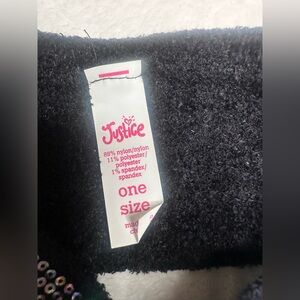 Justice
88% nylon/nylon
11% polyester/
polyester
1% spandex/
spandex
one
size